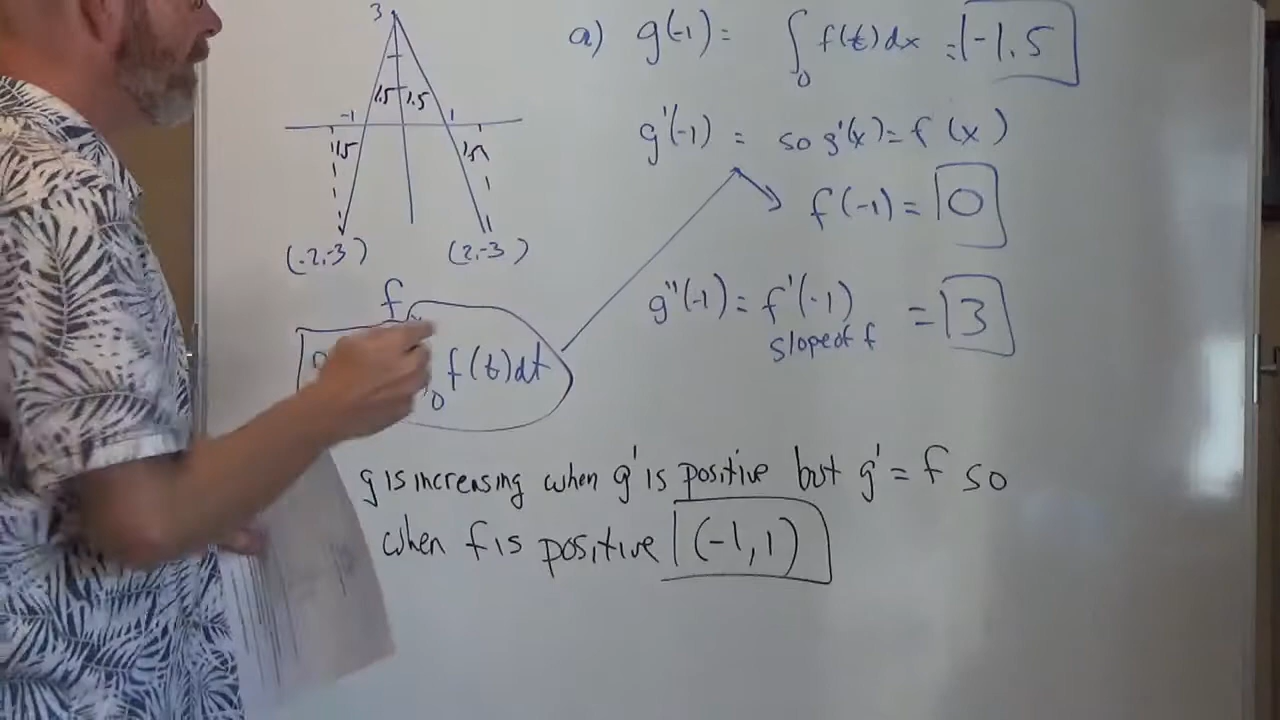 3
1.5 1.5
-1 1
1.5 1.5
(-2,-3) (2,-3)
f
∫0 f(t)dt
a) g(-1) = ∫0 f(t)dx = -1.5
g'(-1) = so g'(x) = f(x)
f(-1) = 0
g"(-1) = f'(-1) = 3
slope of f
g is increasing when g' is positive but g' = f so
when f is positive (-1,1)